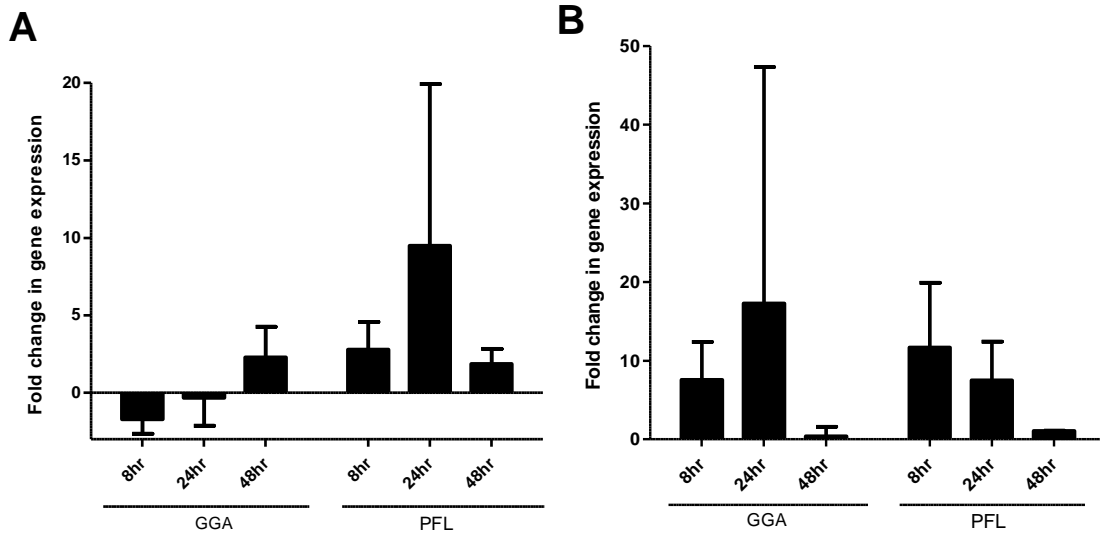 A
Fold change in gene expression
20
15
10
5
0
8hr
24hr
48hr
8hr
24hr
48hr
GGA
PFL
B
Fold change in gene expression
50
40
30
20
10
0
8hr
24hr
48hr
8hr
24hr
48hr
GGA
PFL